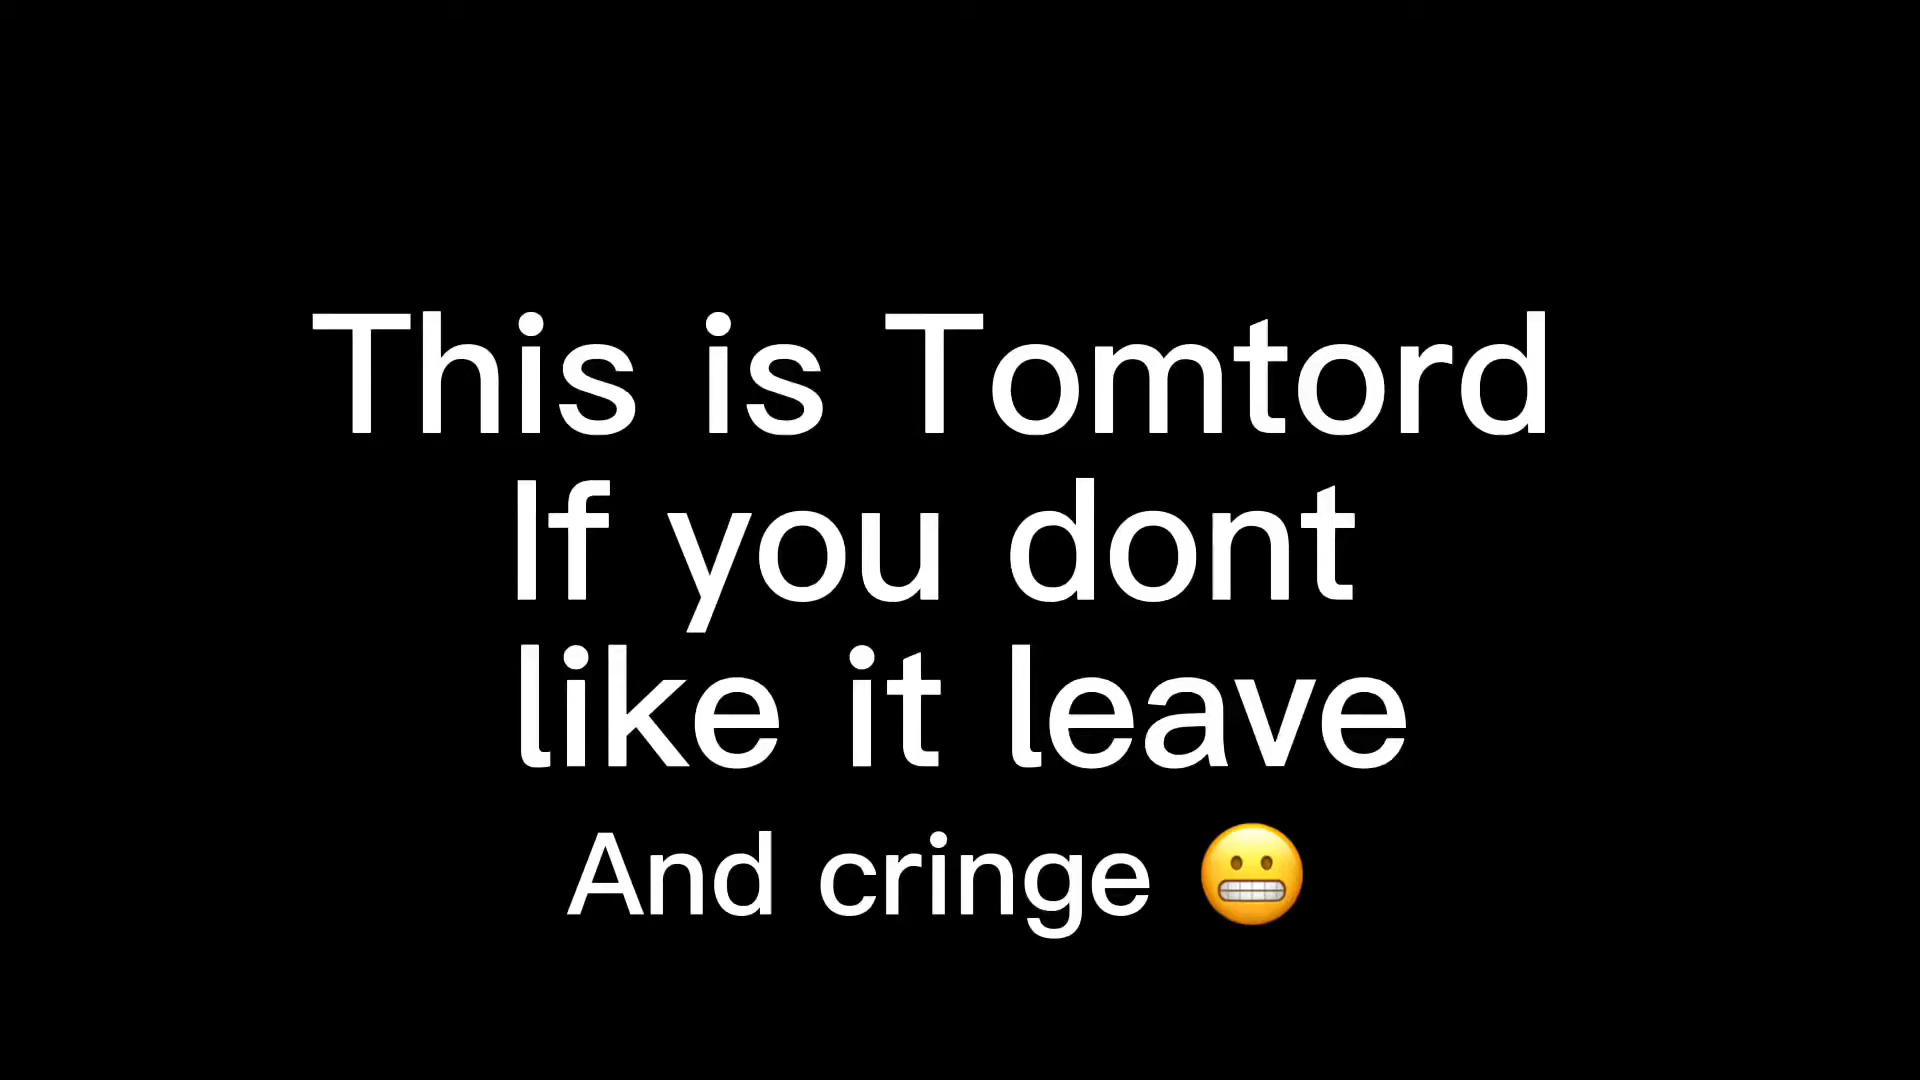 This is Tomtord
If you dont
like it leave
And cringe 😬